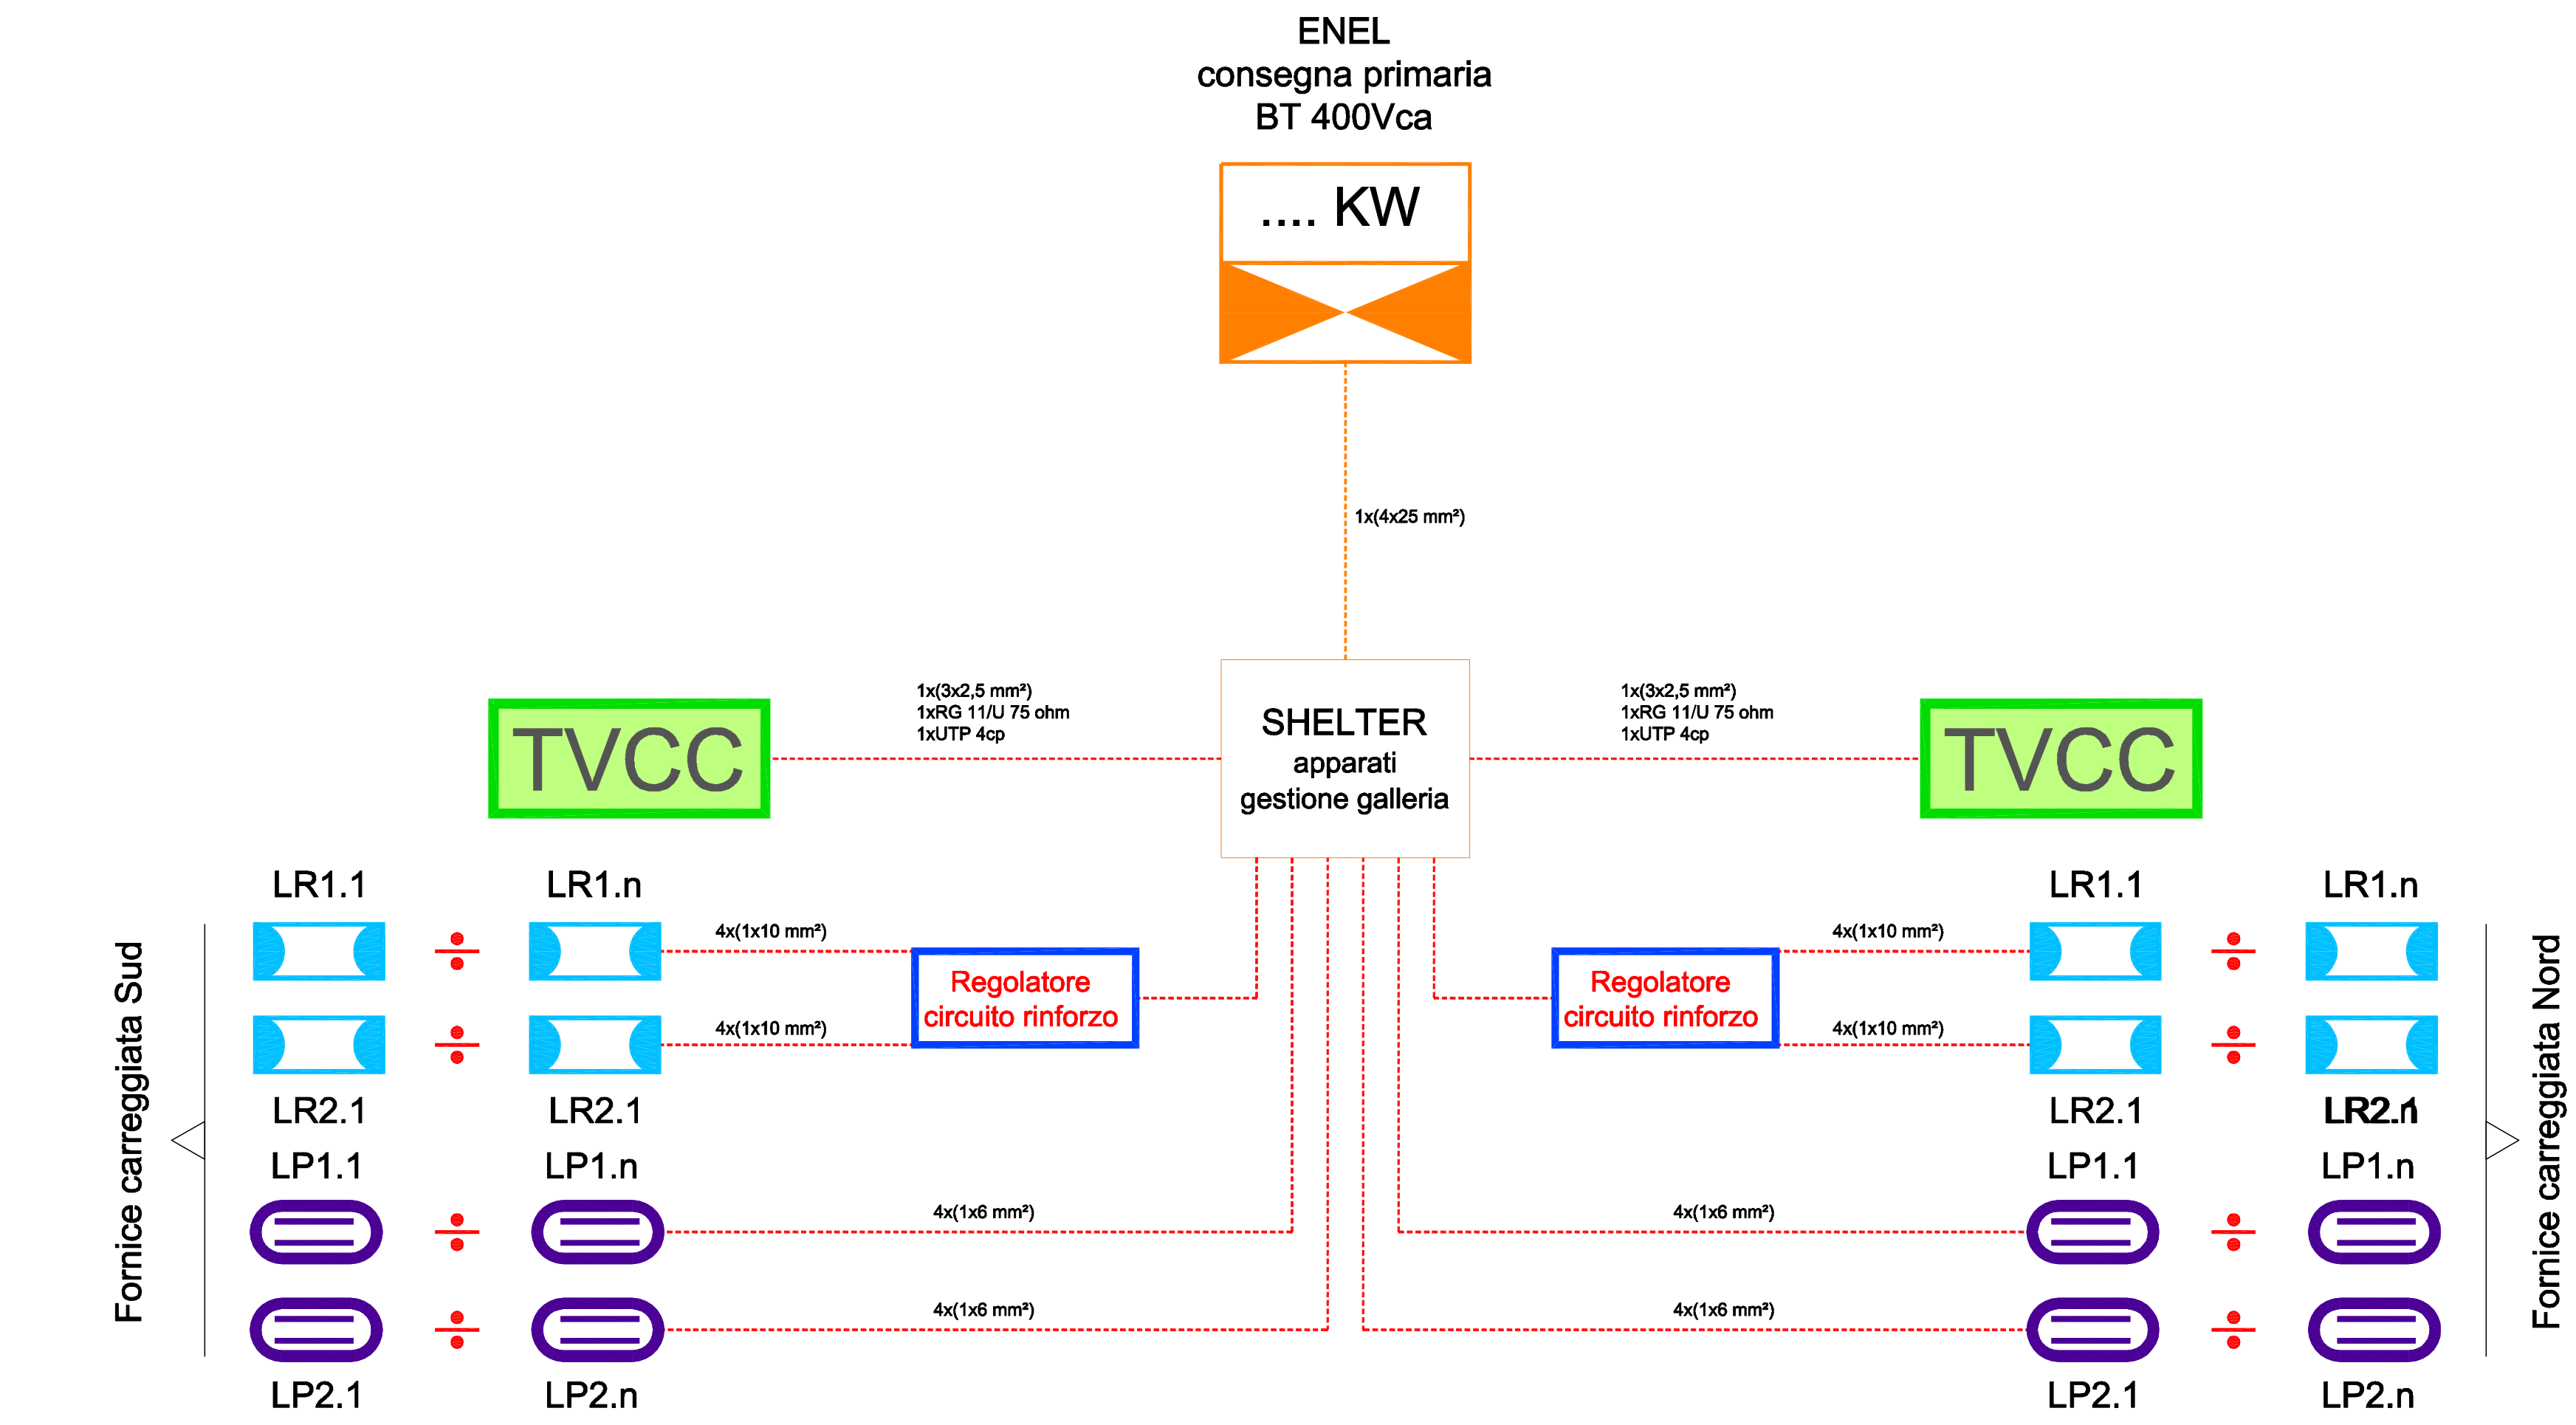 ENEL
consegna primaria
BT 400Vca
.... KW
1x(4x25 mm²)
1x(3x2,5 mm²)
1xRG 11/U 75 ohm
1xUTP 4cp
1x(3x2,5 mm²)
1xRG 11/U 75 ohm
1xUTP 4cp
TVCC
SHELTER
apparati
gestione galleria
TVCC
LR1.1
LR1.n
LR1.1
LR1.n
4x(1x10 mm²)
4x(1x10 mm²)
Regolatore
circuito rinforzo
Regolatore
circuito rinforzo
4x(1x10 mm²)
4x(1x10 mm²)
Fornice carreggiata Sud
Fornice carreggiata Nord
LR2.1
LR2.1
LR2.1
LP1.1
LP1.n
LP1.1
LP1.n
4x(1x6 mm²)
4x(1x6 mm²)
4x(1x6 mm²)
4x(1x6 mm²)
LP2.1
LP2.n
LP2.1
LP2.n